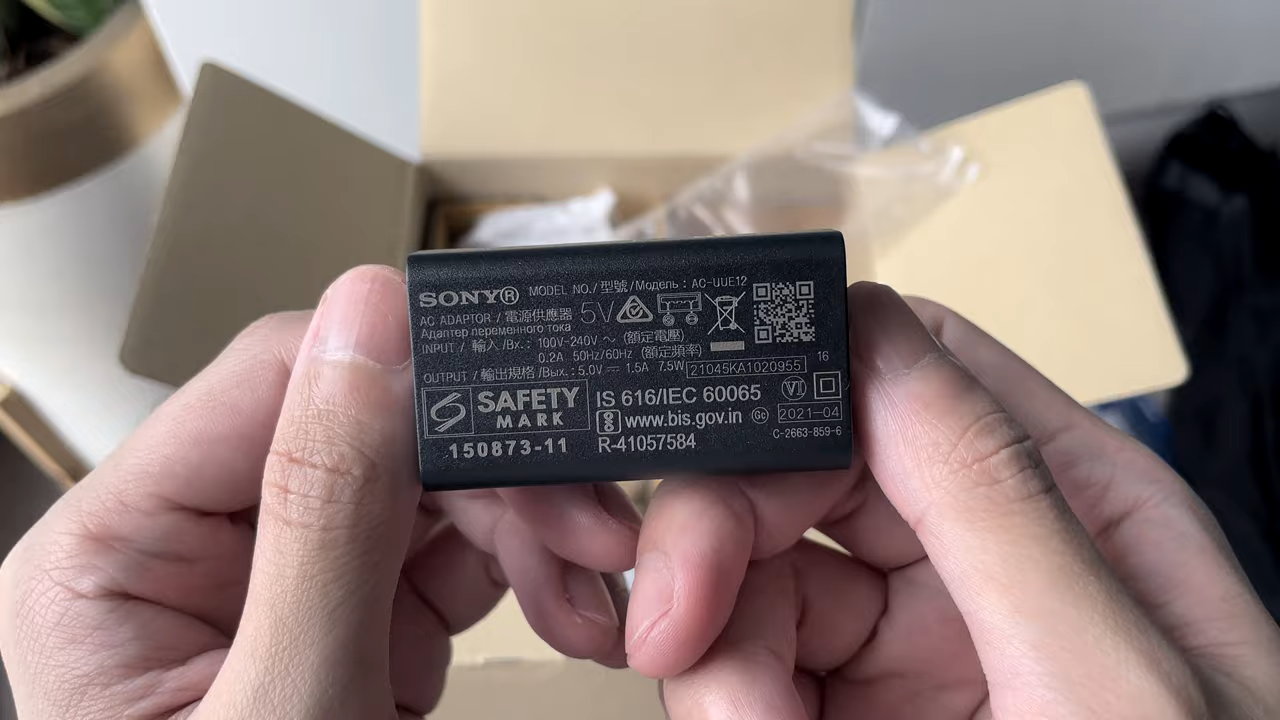 SONY® MODEL NO./型號/Модель: AC-UUE12
AC ADAPTOR / 電源供應器 5V
Адаптер переменного тока
INPUT / 輸入 /Вх.: 100V-240V ～ (額定電壓)
0.2A 50Hz/60Hz (額定頻率)
OUTPUT / 輸出規格 /Вых.: 5.0V ⎓ 1.5A 7.5W 21045KA1020955 16
SAFETY
MARK
150873-11
IS 616/IEC 60065 VI
www.bis.gov.in Gc 2021-04
R-41057584 C-2663-859-6